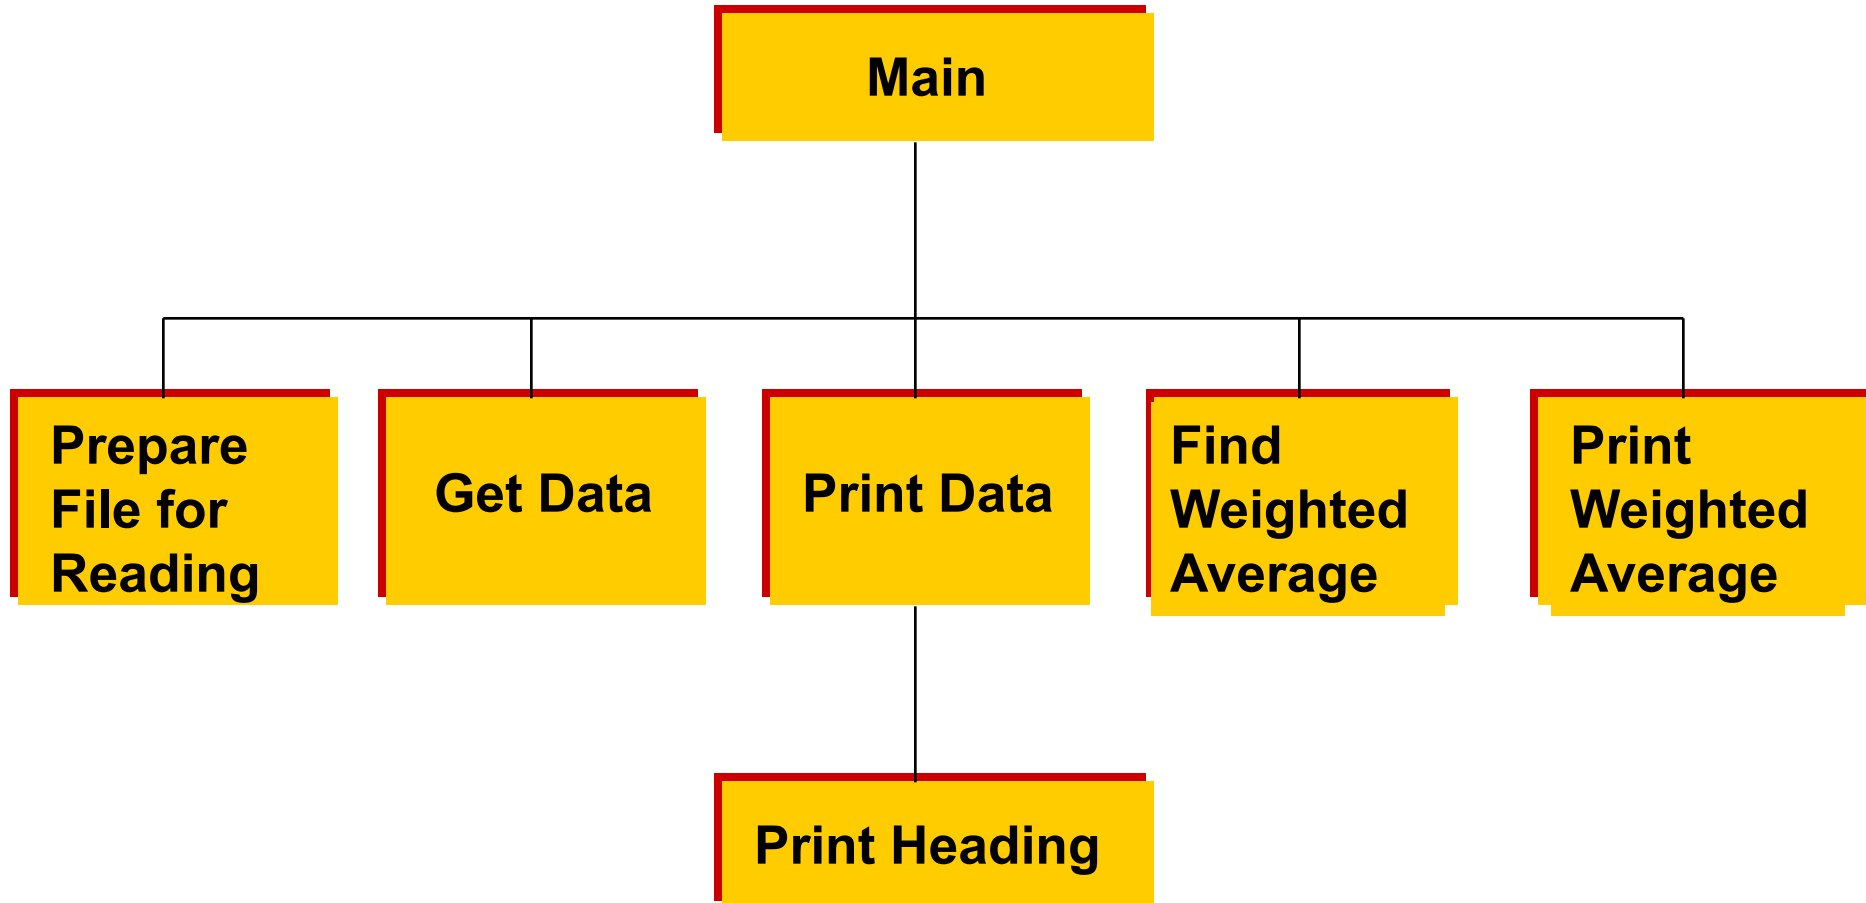 Main
Prepare
File for
Reading
Get Data
Print Data
Find
Weighted
Average
Print
Weighted
Average
Print Heading